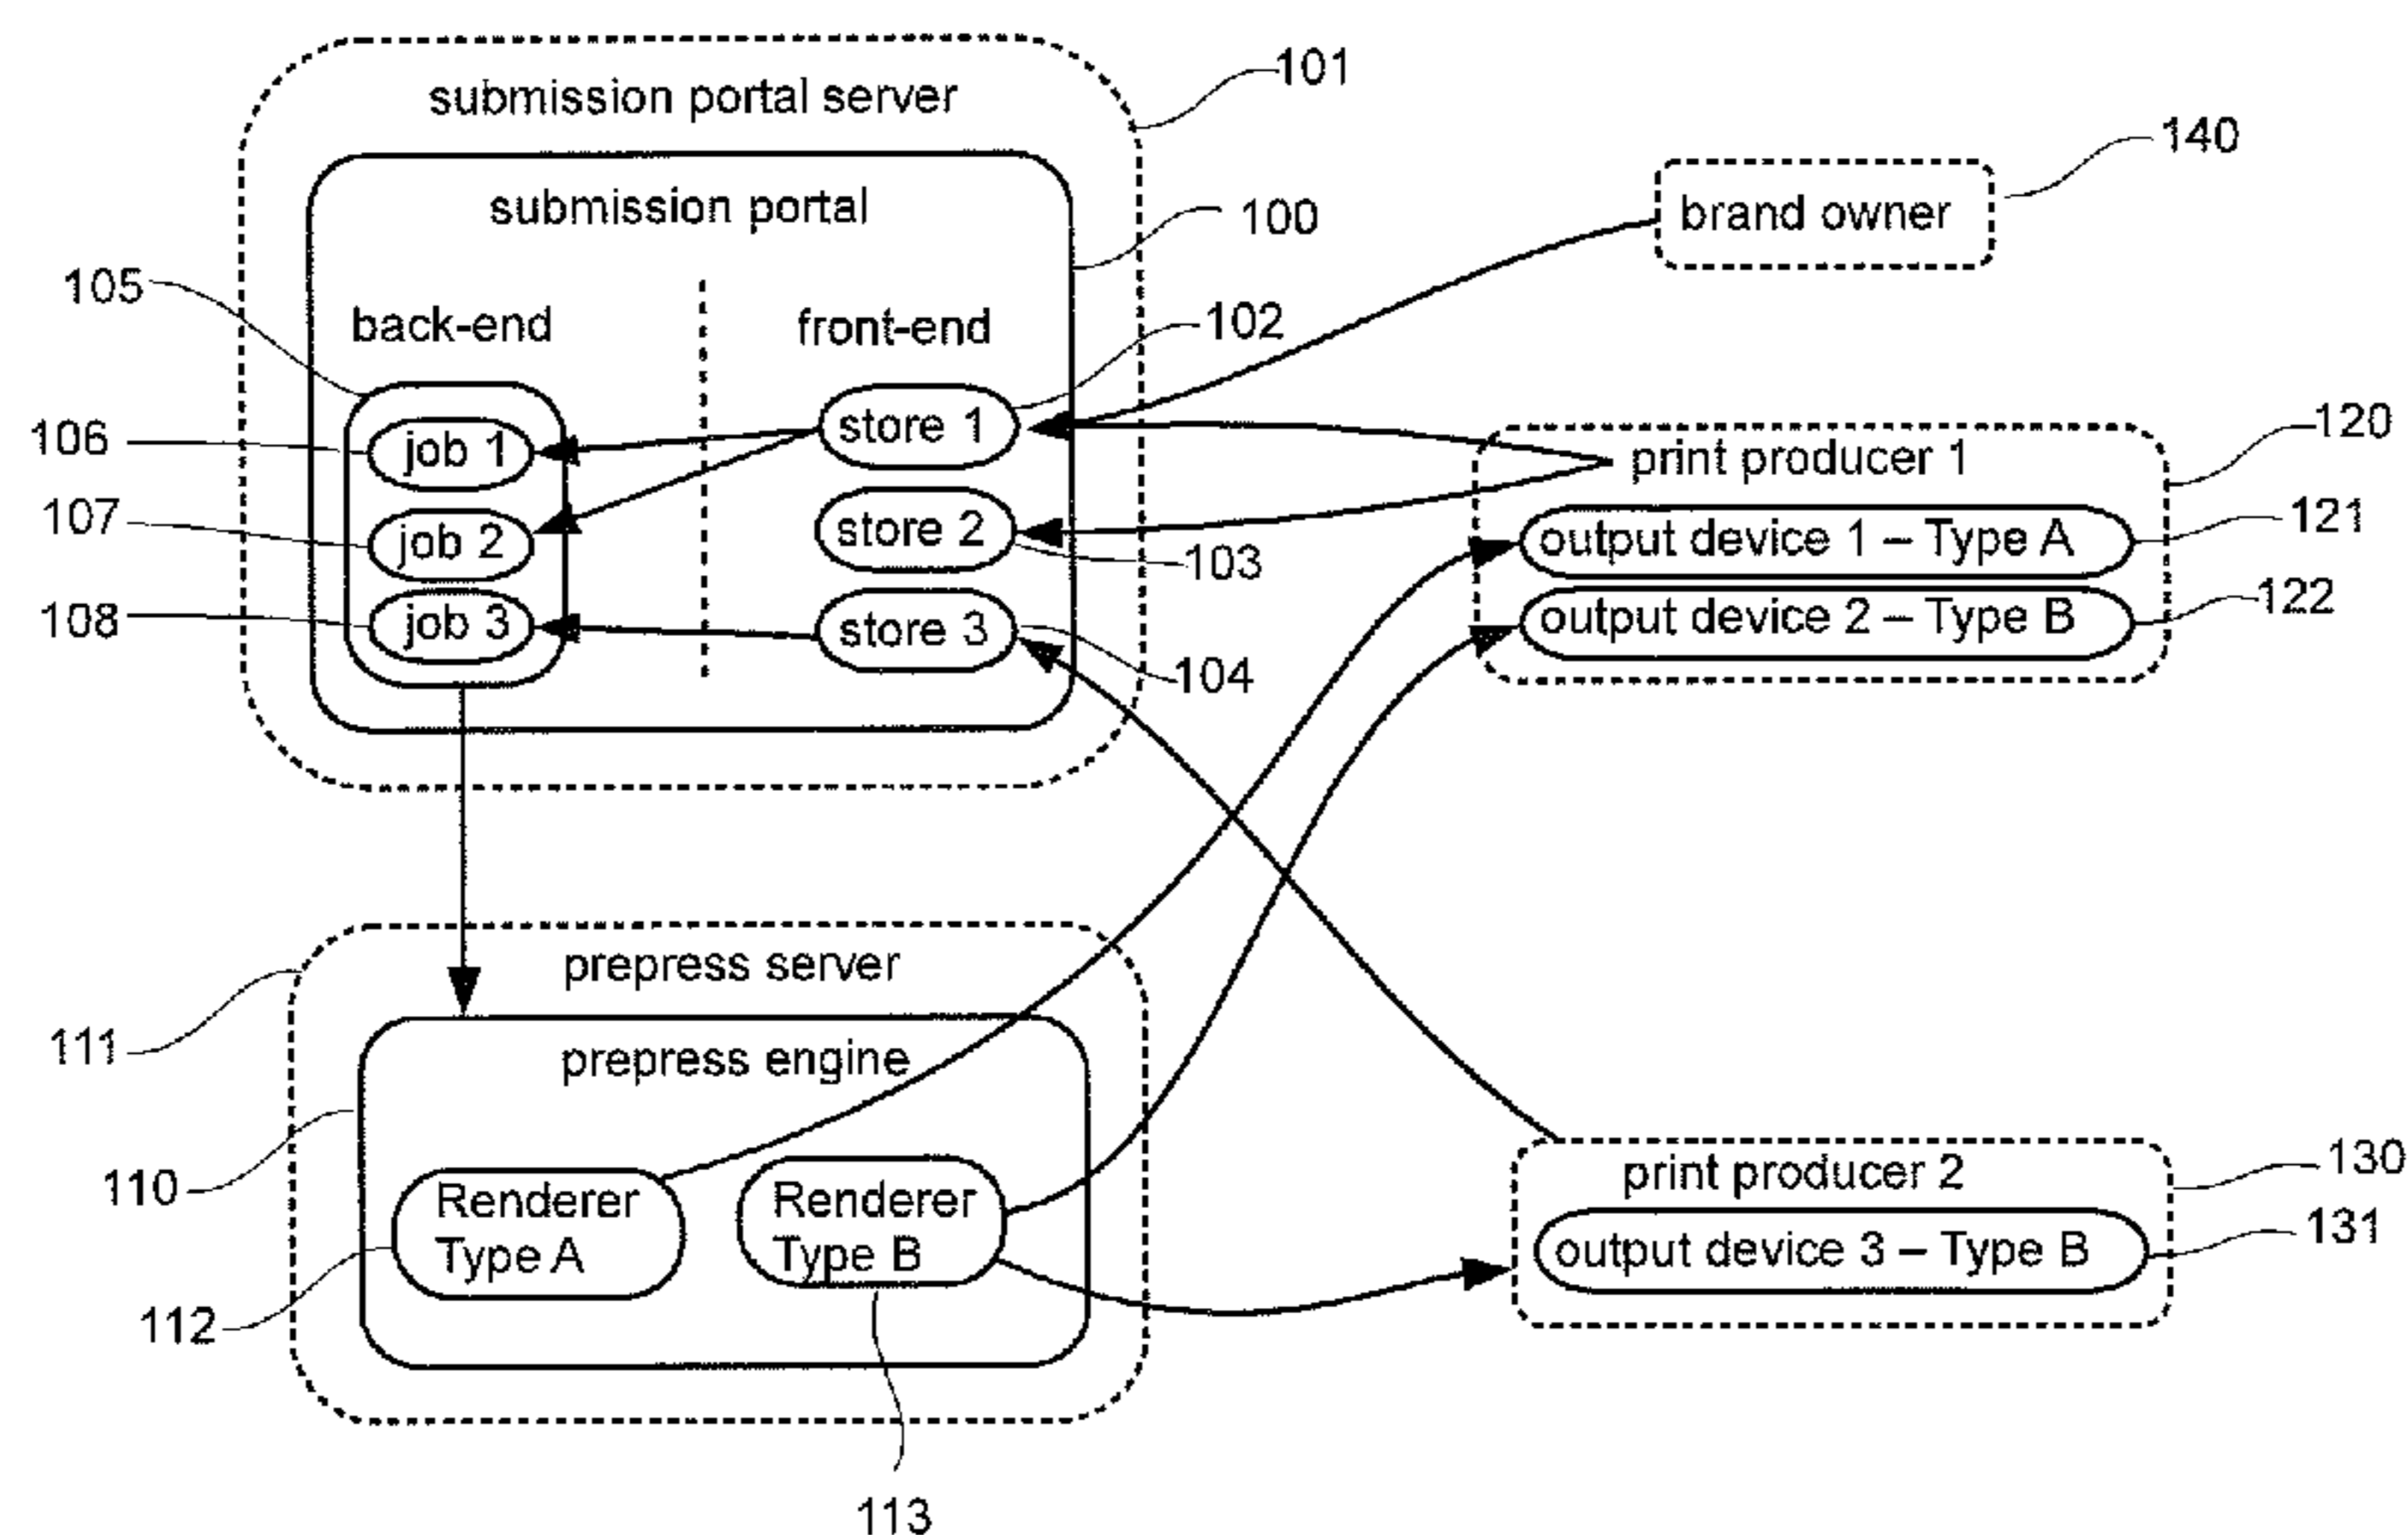 submission portal server
101
submission portal
100
brand owner
140
105
back-end
front-end
102
106
job 1
store 1
print producer 1
120
107
job 2
store 2
103
output device 1 – Type A
121
108
job 3
store 3
104
output device 2 – Type B
122
prepress server
111
prepress engine
110
Renderer
Type A
Renderer
Type B
112
113
print producer 2
130
output device 3 – Type B
131